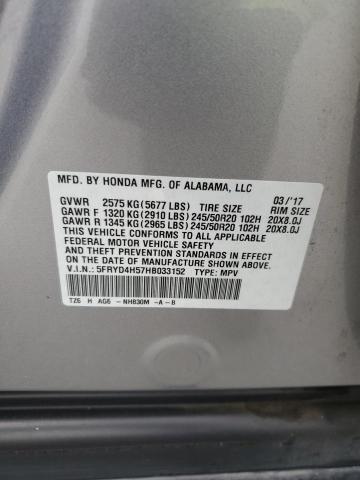 MFD. BY HONDA MFG. OF ALABAMA, LLC
03/'17
GVWR 2575 KG (5677 LBS) TIRE SIZE RIM SIZE
GAWR F 1320 KG (2910 LBS) 245/50R20 102H 20X8.0J
GAWR R 1345 KG (2965 LBS) 245/50R20 102H 20X8.0J
THIS VEHICLE CONFORMS TO ALL APPLICABLE
FEDERAL MOTOR VEHICLE SAFETY
AND THEFT PREVENTION STANDARDS IN EFFECT
ON THE DATE OF MANUFACTURE SHOWN ABOVE.
V.I.N.: 5FRYD4H57HB033152 TYPE: MPV
TZ6 H AG6 -NH830M -A -B